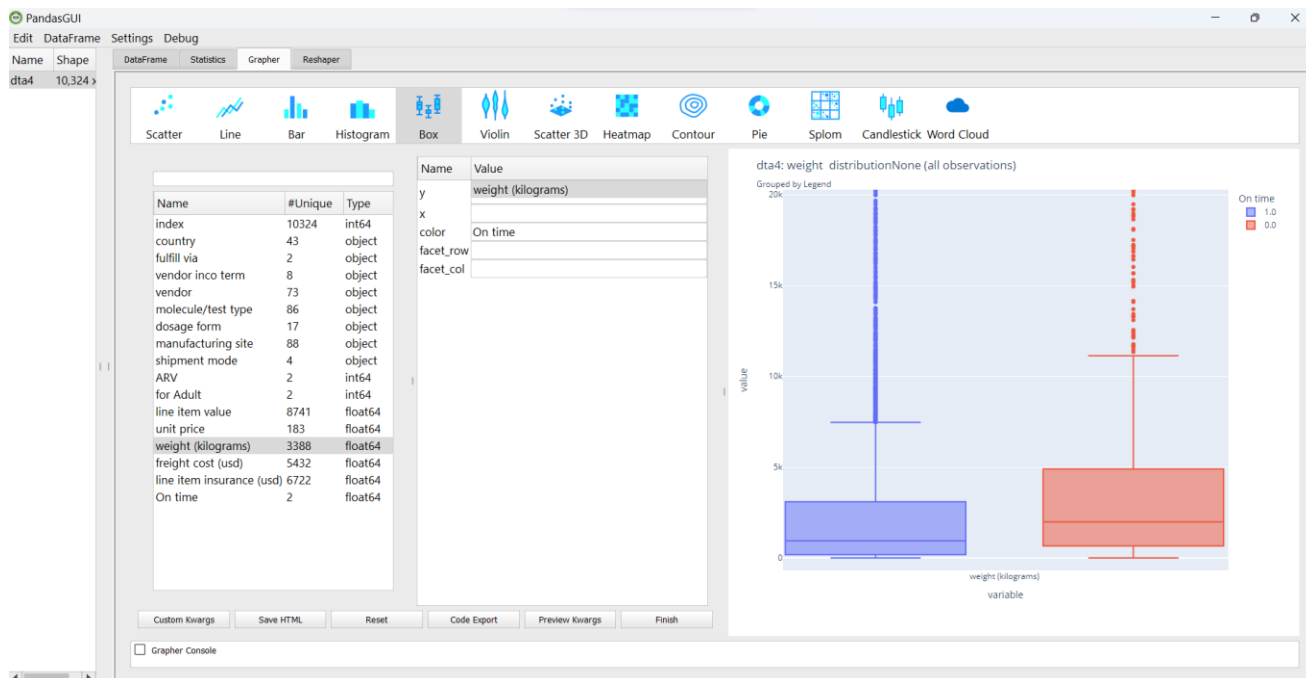 PandasGUI
Edit DataFrame Settings Debug
Name Shape
dta4 10,324 x
DataFrame Statistics Grapher Reshaper
Scatter Line Bar Histogram Box Violin Scatter 3D Heatmap Contour Pie Splom Candlestick Word Cloud
Name #Unique Type
index 10324 int64
country 43 object
fulfill via 2 object
vendor inco term 8 object
vendor 73 object
molecule/test type 86 object
dosage form 17 object
manufacturing site 88 object
shipment mode 4 object
ARV 2 int64
for Adult 2 int64
line item value 8741 float64
unit price 183 float64
weight (kilograms) 3388 float64
freight cost (usd) 5432 float64
line item insurance (usd) 6722 float64
On time 2 float64
Name Value
y weight (kilograms)
x
color On time
facet_row
facet_col
dta4: weight distributionNone (all observations)
Grouped by Legend
20k
15k
10k
5k
0
value
weight (kilograms)
variable
On time
1.0
0.0
Custom Kwargs Save HTML Reset Code Export Preview Kwargs Finish
Grapher Console